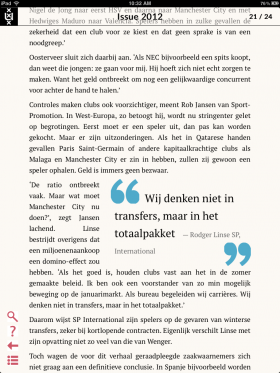 iPad
10:33 AM
76%
Issue 2012
21 / 24
Nigel de Jong naar eerst HSV en daarna Manchester City en met
Hedwiges Maduro naar Valencia. Spelers hebben in zulke gevallen de
zekerheid dat een club voor ze kiest en dat geen sprake is van een
noodgreep.’
Oosterveer sluit zich daarbij aan. ‘Als NEC bijvoorbeeld een spits koopt,
dan weet die jongen: ze gaan voor mij. Hij hoeft zich niet echt zorgen te
maken. Want het geld ontbreekt om nog een gelijkwaardige concurrent
voor achter de hand te halen.’
Controles maken clubs ook voorzichtiger, meent Rob Jansen van Sport-
Promotion. In West-Europa, zo betoogt hij, wordt nu stringenter gelet
op begrotingen. Eerst moet er een speler uit, dan pas kan worden
gekocht. Maar er zijn uitzonderingen. Als het in Qatarese handen
gevallen Paris Saint-Germain of andere kapitaalkrachtige clubs als
Malaga en Manchester City er zin in hebben, zullen zij gewoon een
speler ophalen. Geld is immers geen bezwaar.
‘De ratio ontbreekt
vaak. Maar wat moet
Manchester City nu
doen?’, zegt Jansen
lachend. Linse
bestrijdt overigens dat
een miljoenenaankoop
een domino-effect zou
“ Wij denken niet in
transfers, maar in het
totaalpakket — Rodger Linse SP,
International ”
hebben. ‘Als het goed is, houden clubs vast aan het in de zomer
gemaakte beleid. Ik ben ook een voorstander van zo min mogelijk
beweging op de januarimarkt. Als bureau begeleiden wij carrières. Wij
denken niet in transfers, maar in het totaalpakket.’
Daarom wijst SP International zijn spelers op de gevaren van winterse
transfers, zeker bij kortlopende contracten. Eigenlijk verschilt Linse met
zijn opvatting niet zo veel van die van Wenger.
Toch wagen de voor dit verhaal geraadpleegde zaakwaarnemers zich
niet graag aan een definitieve conclusie. In Spanje bijvoorbeeld worden